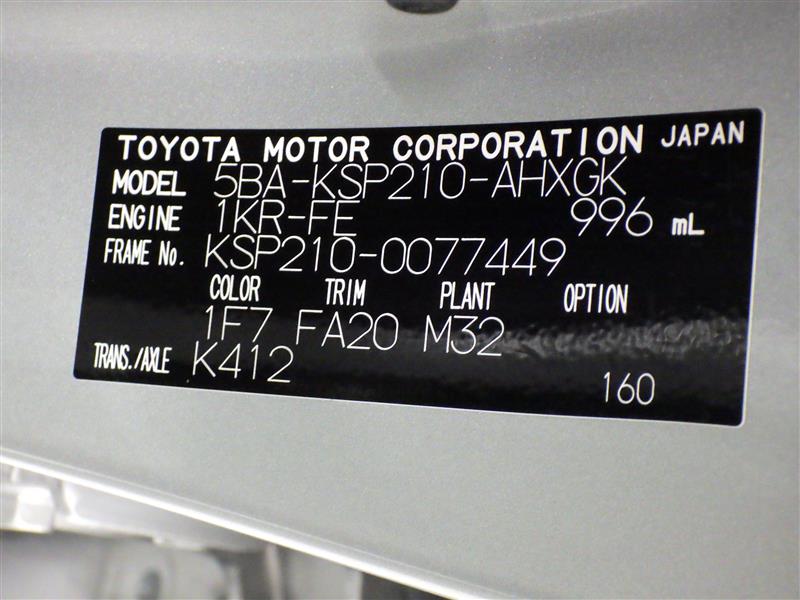 TOYOTA MOTOR CORPORATION JAPAN
MODEL 5BA-KSP210-AHXGK
ENGINE 1KR-FE 996 mL
FRAME No. KSP210-0077449
COLOR TRIM PLANT OPTION
1F7 FA20 M32
TRANS./AXLE K412
160